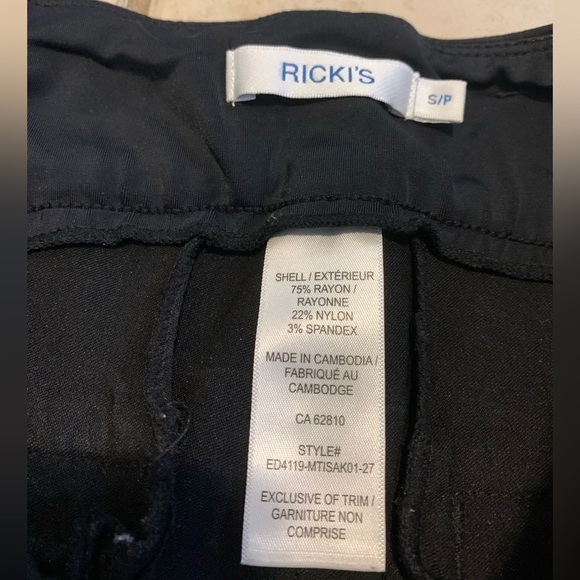 RICKI'S
S/P
SHELL / EXTÉRIEUR
75% RAYON /
RAYONNE
22% NYLON
3% SPANDEX
MADE IN CAMBODIA /
FABRIQUÉ AU
CAMBODGE
CA 62810
STYLE#
ED4119-MTISAK01-27
EXCLUSIVE OF TRIM /
GARNITURE NON
COMPRISE